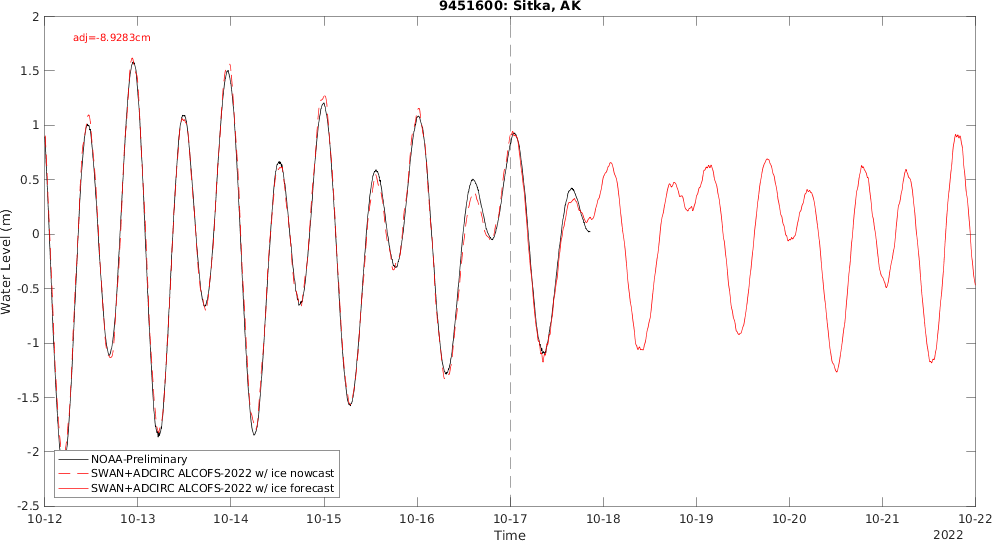 9451600: Sitka, AK
adj=-8.9283cm
Water Level (m)
2
1.5
1
0.5
0
-0.5
-1
-1.5
-2
-2.5
NOAA-Preliminary
SWAN+ADCIRC ALCOFS-2022 w/ ice nowcast
SWAN+ADCIRC ALCOFS-2022 w/ ice forecast
10-12 10-13 10-14 10-15 10-16 10-17 10-18 10-19 10-20 10-21 10-22
Time
2022